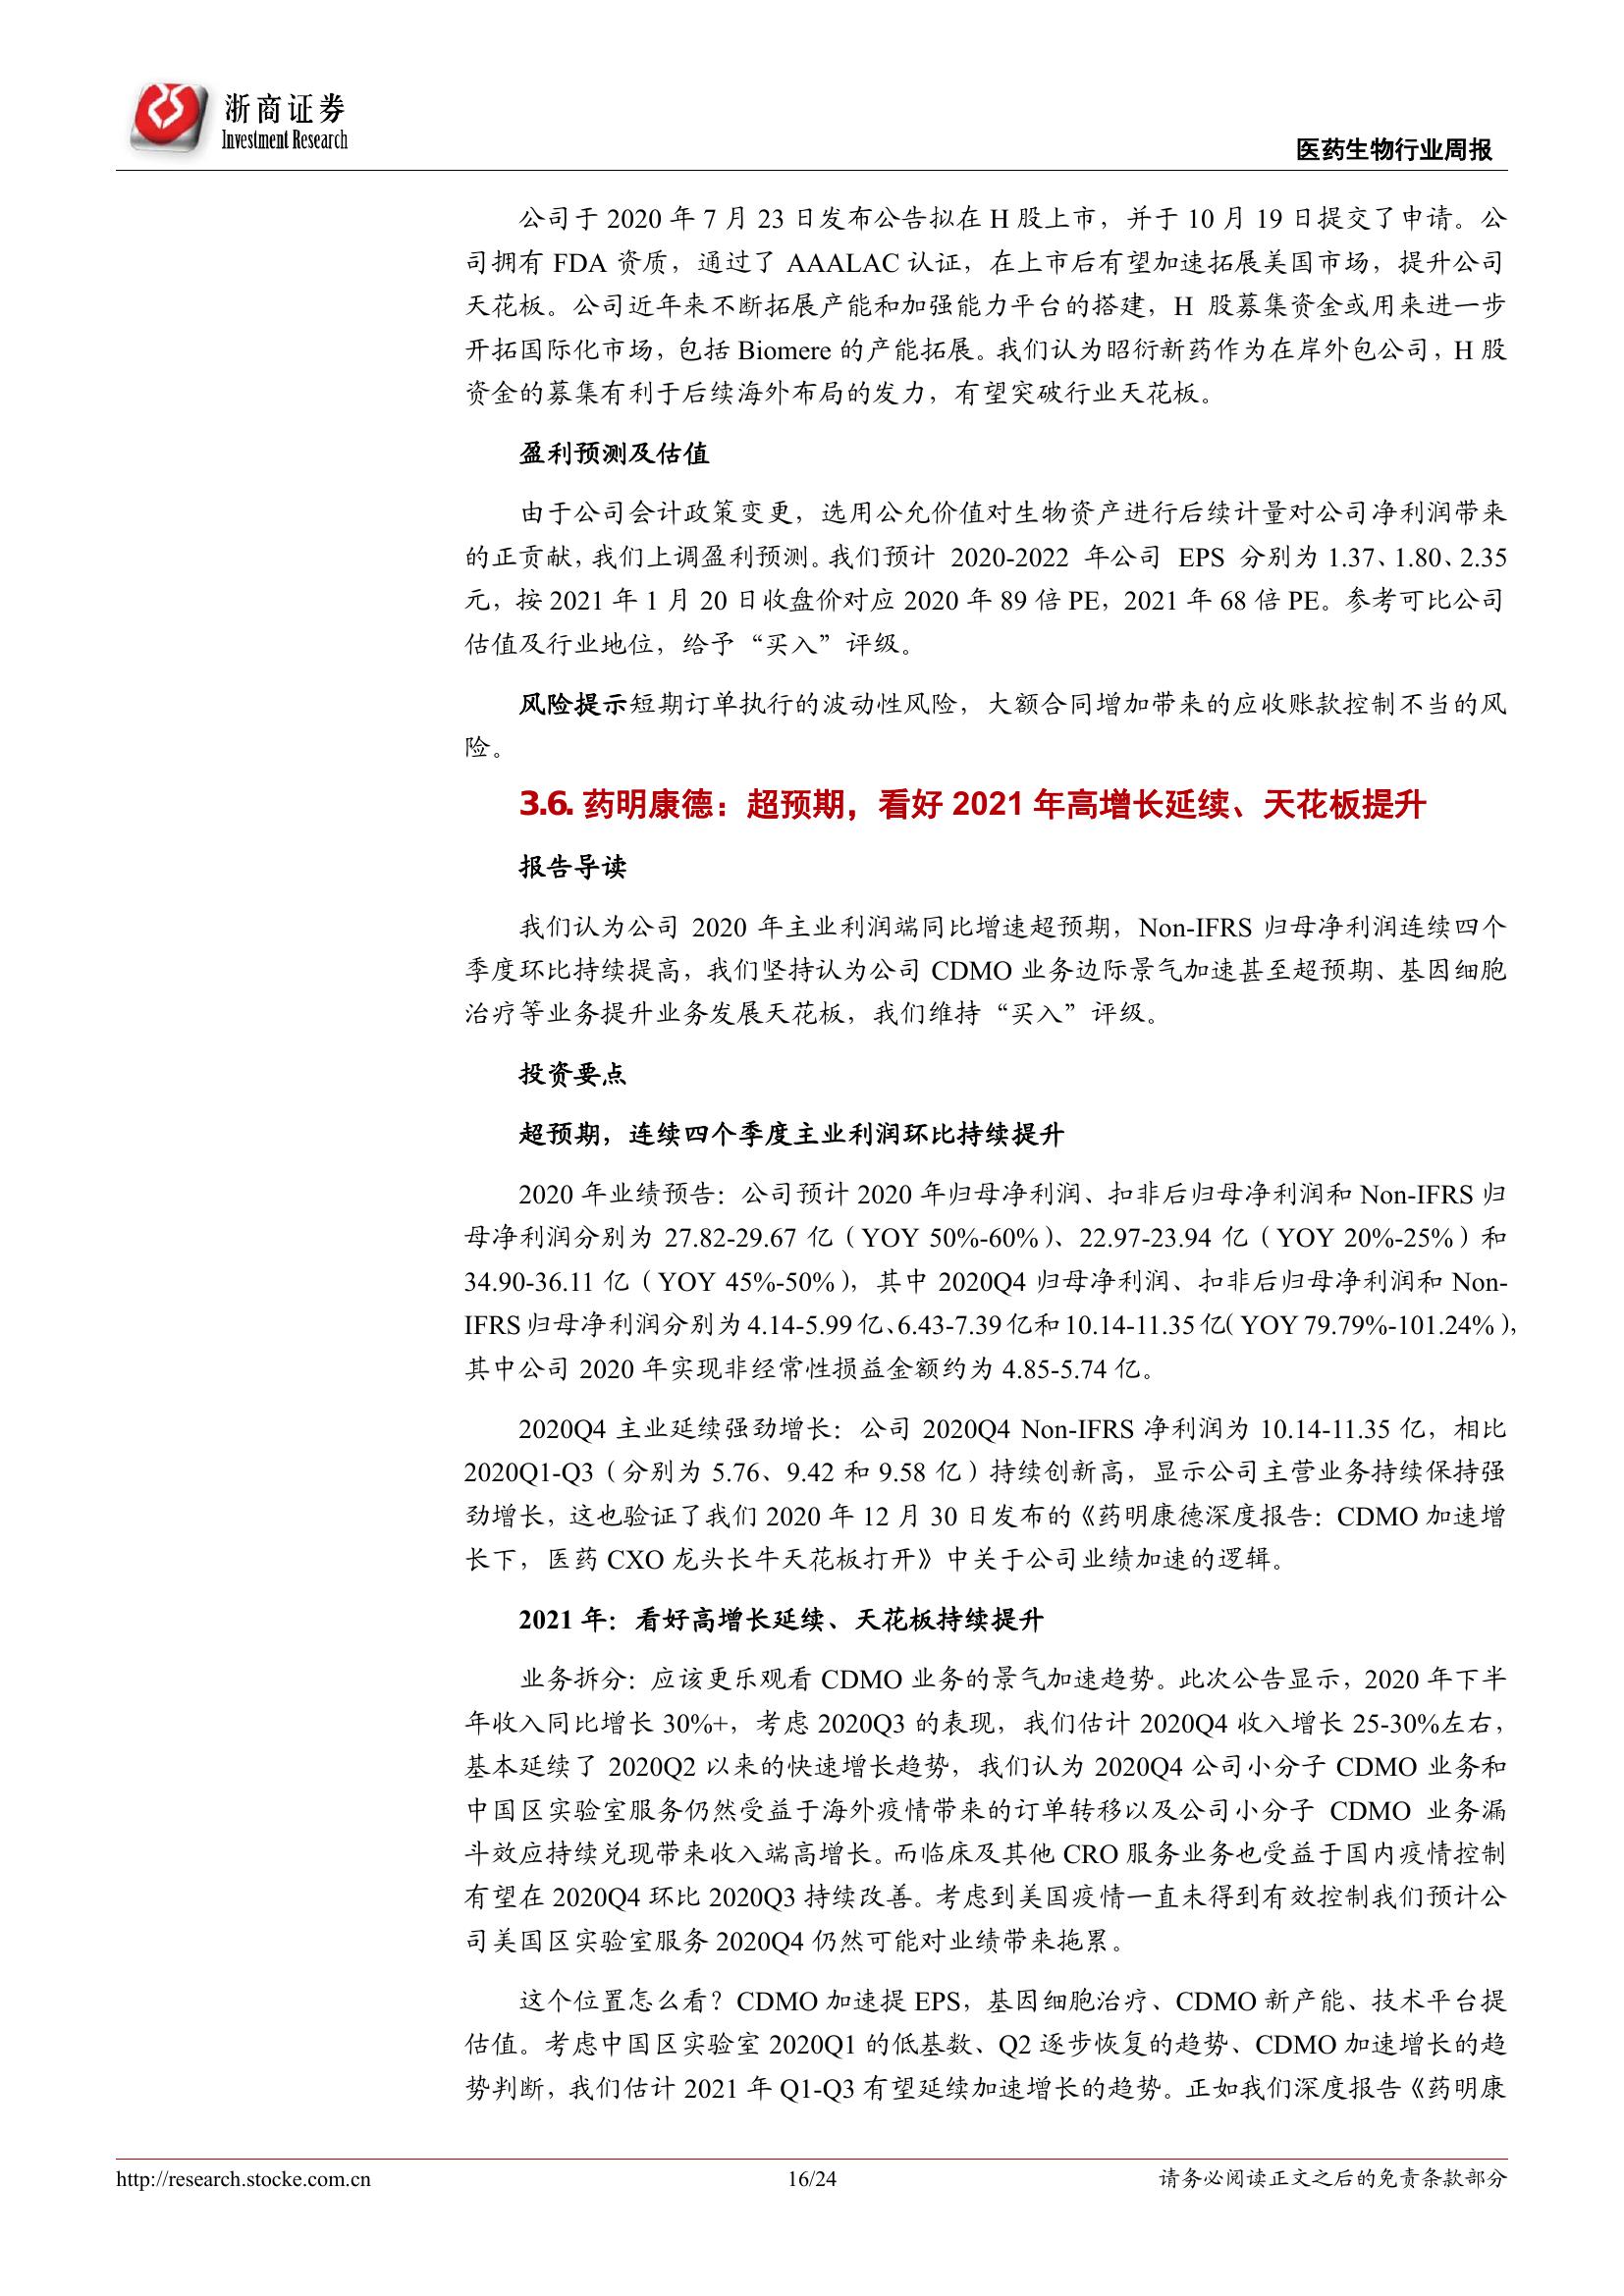 浙商证券
Investment Research
医药生物行业周报
公司于 2020 年 7 月 23 日发布公告拟在 H 股上市，并于 10 月 19 日提交了申请。公
司拥有 FDA 资质，通过了 AAALAC 认证，在上市后有望加速拓展美国市场，提升公司
天花板。公司近年来不断拓展产能和加强能力平台的搭建，H 股募集资金或用来进一步
开拓国际化市场，包括 Biomere 的产能拓展。我们认为昭衍新药作为在岸外包公司，H 股
资金的募集有利于后续海外布局的发力，有望突破行业天花板。
盈利预测及估值
由于公司会计政策变更，选用公允价值对生物资产进行后续计量对公司净利润带来
的正贡献，我们上调盈利预测。我们预计 2020-2022 年公司 EPS 分别为 1.37、1.80、2.35
元，按 2021 年 1 月 20 日收盘价对应 2020 年 89 倍 PE，2021 年 68 倍 PE。参考可比公司
估值及行业地位，给予“买入”评级。
风险提示短期订单执行的波动性风险，大额合同增加带来的应收账款控制不当的风
险。
3.6. 药明康德：超预期，看好 2021 年高增长延续、天花板提升
报告导读
我们认为公司 2020 年主业利润端同比增速超预期，Non-IFRS 归母净利润连续四个
季度环比持续提高，我们坚持认为公司 CDMO 业务边际景气加速甚至超预期、基因细胞
治疗等业务提升业务发展天花板，我们维持“买入”评级。
投资要点
超预期，连续四个季度主业利润环比持续提升
2020 年业绩预告：公司预计 2020 年归母净利润、扣非后归母净利润和 Non-IFRS 归
母净利润分别为 27.82-29.67 亿（YOY 50%-60%）、22.97-23.94 亿（YOY 20%-25%）和
34.90-36.11 亿（YOY 45%-50%），其中 2020Q4 归母净利润、扣非后归母净利润和 Non-
IFRS 归母净利润分别为 4.14-5.99 亿、6.43-7.39 亿和 10.14-11.35 亿（YOY 79.79%-101.24%），
其中公司 2020 年实现非经常性损益金额约为 4.85-5.74 亿。
2020Q4 主业延续强劲增长：公司 2020Q4 Non-IFRS 净利润为 10.14-11.35 亿，相比
2020Q1-Q3（分别为 5.76、9.42 和 9.58 亿）持续创新高，显示公司主营业务持续保持强
劲增长，这也验证了我们 2020 年 12 月 30 日发布的《药明康德深度报告：CDMO 加速增
长下，医药 CXO 龙头长牛天花板打开》中关于公司业绩加速的逻辑。
2021 年：看好高增长延续、天花板持续提升
业务拆分：应该更乐观看 CDMO 业务的景气加速趋势。此次公告显示，2020 年下半
年收入同比增长 30%+，考虑 2020Q3 的表现，我们估计 2020Q4 收入增长 25-30%左右，
基本延续了 2020Q2 以来的快速增长趋势，我们认为 2020Q4 公司小分子 CDMO 业务和
中国区实验室服务仍然受益于海外疫情带来的订单转移以及公司小分子 CDMO 业务漏
斗效应持续兑现带来收入端高增长。而临床及其他 CRO 服务业务也受益于国内疫情控制
有望在 2020Q4 环比 2020Q3 持续改善。考虑到美国疫情一直未得到有效控制我们预计公
司美国区实验室服务 2020Q4 仍然可能对业绩带来拖累。
这个位置怎么看？CDMO 加速提 EPS，基因细胞治疗、CDMO 新产能、技术平台提
估值。考虑中国区实验室 2020Q1 的低基数、Q2 逐步恢复的趋势、CDMO 加速增长的趋
势判断，我们估计 2021 年 Q1-Q3 有望延续加速增长的趋势。正如我们深度报告《药明康
http://research.stocke.com.cn
16/24
请务必阅读正文之后的免责条款部分